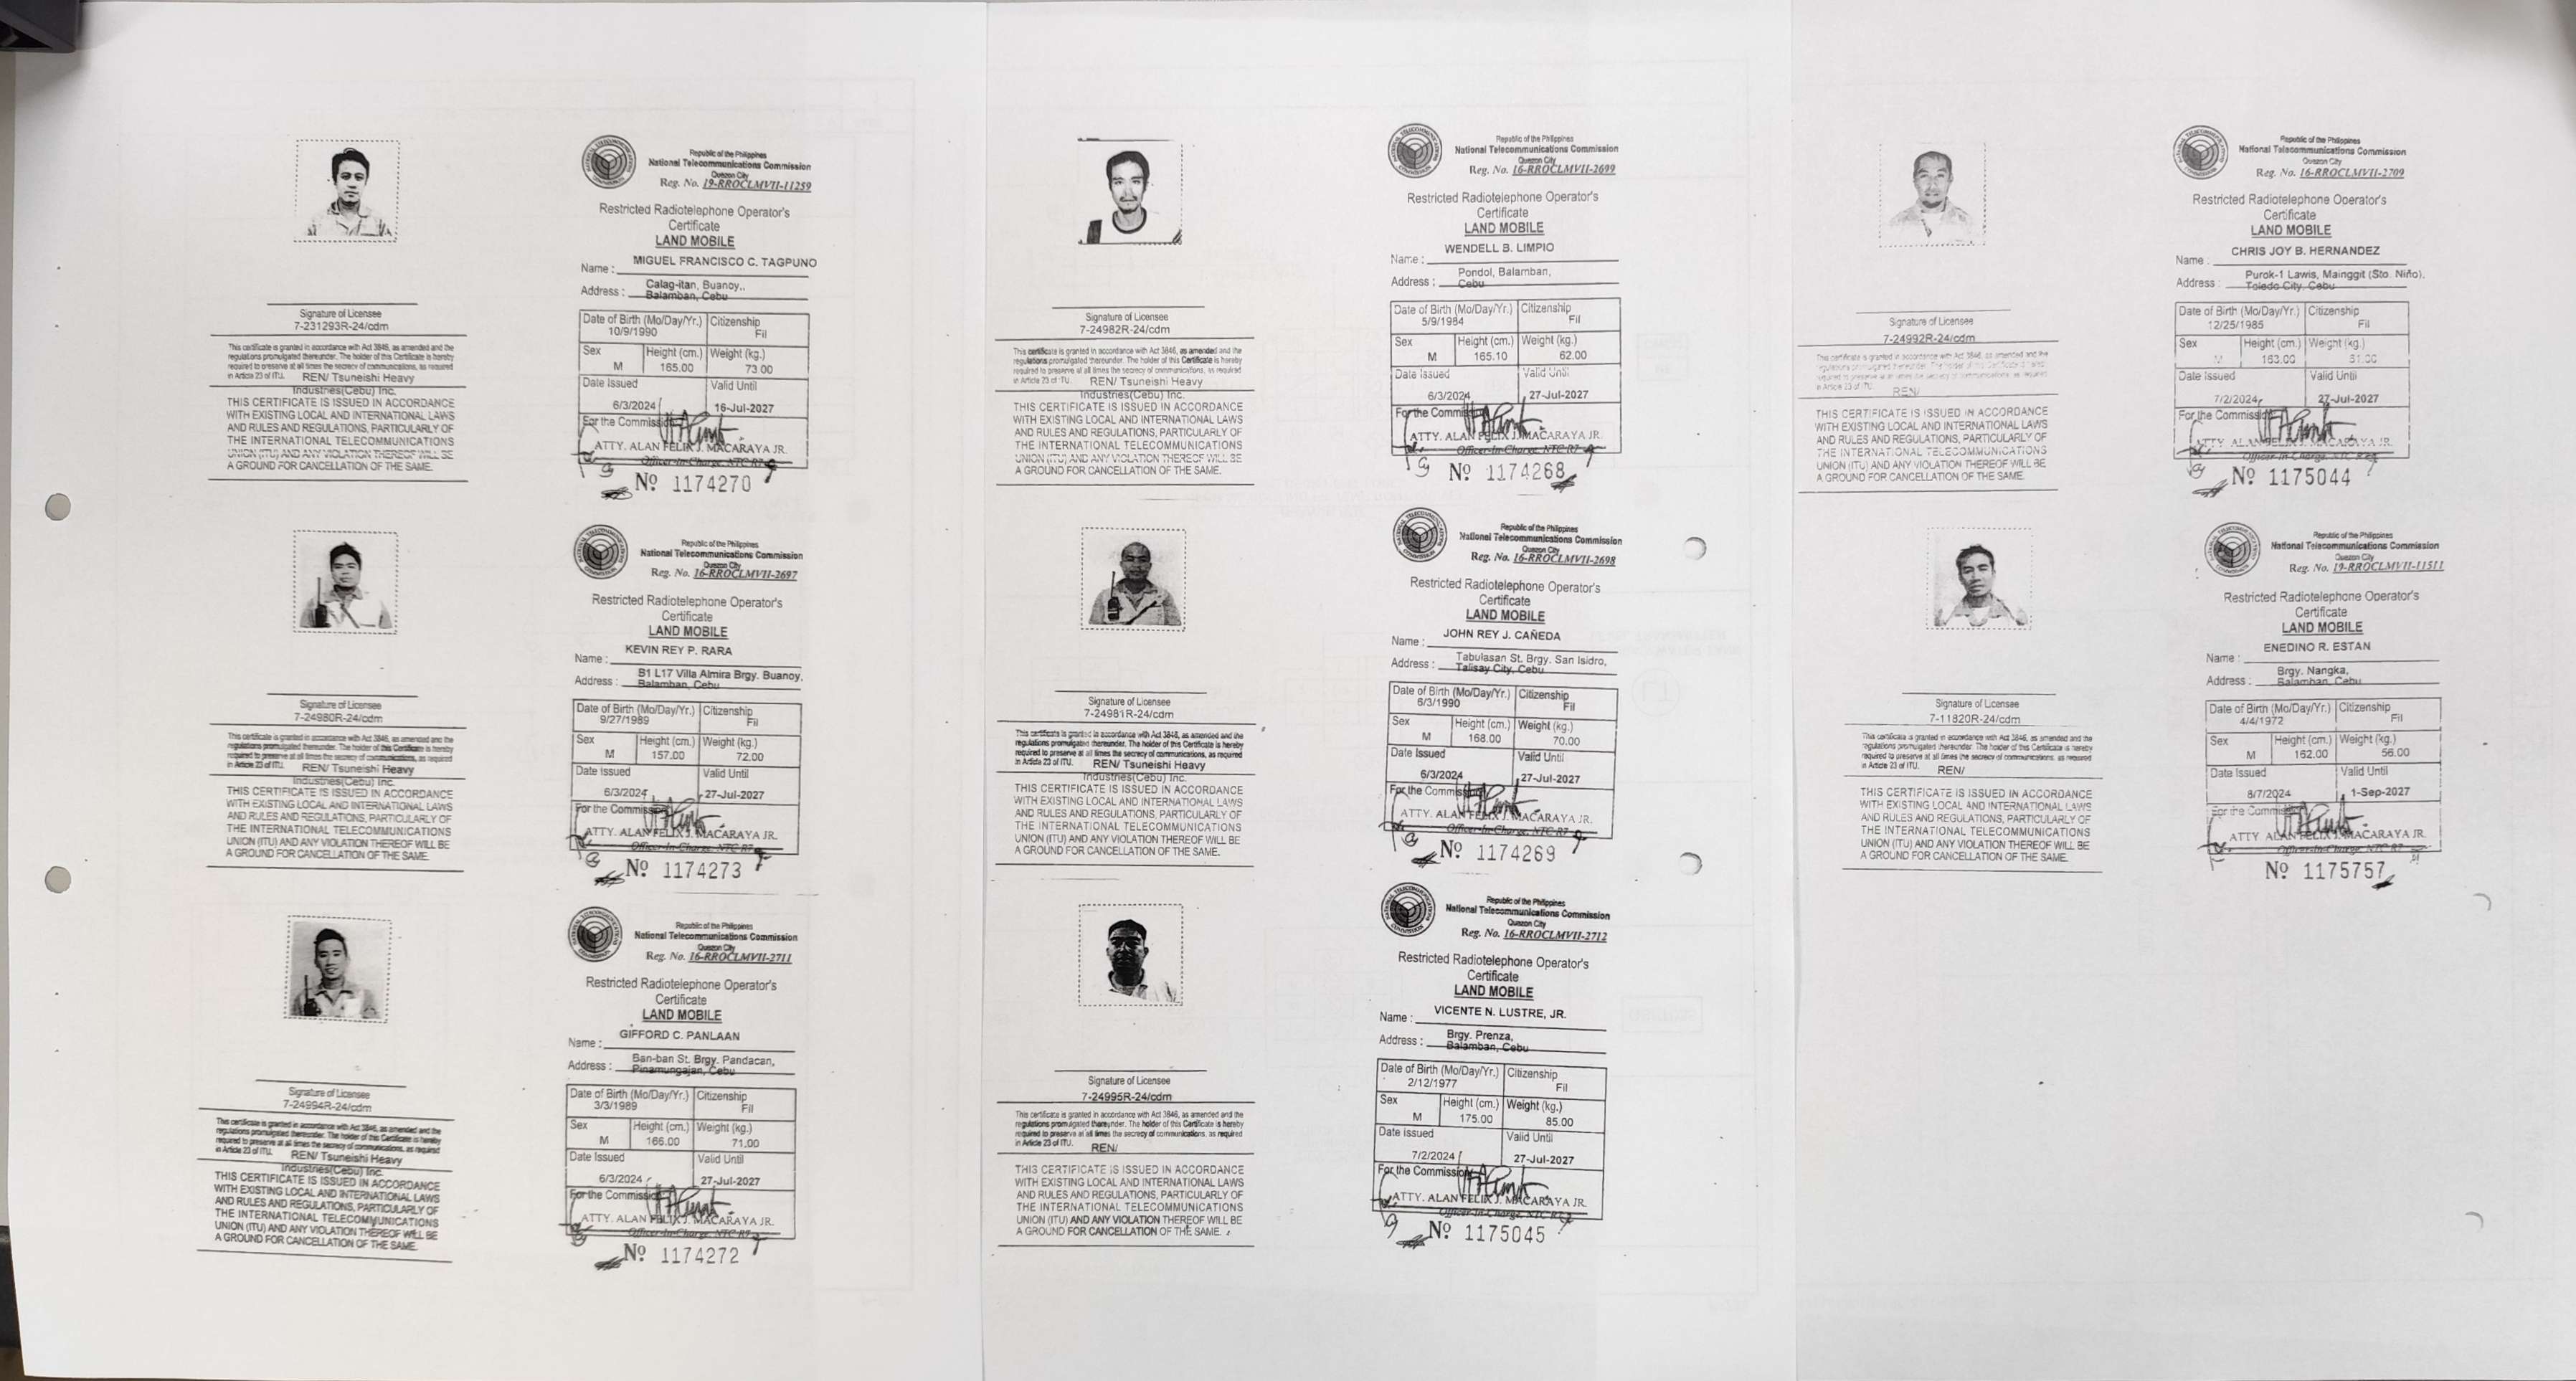 Republic of the Philippines
National Telecommunications Commission
Quezon City
Reg. No. 19-RROCLMVII-11259
Restricted Radiotelephone Operator's
Certificate
LAND MOBILE
MIGUEL FRANCISCO C. TAGPUNO
Name :
Calag-itan, Buanoy,,
Address : Balamban, Cebu
Signature of Licensee
7-231293R-24/cdm
This certificate is granted in accordance with Act 3846, as amended and the
regulations promulgated thereunder. The holder of this Certificate is hereby
required to preserve at all times the secrecy of communications, as required
in Article 23 of ITU. REN/ Tsuneishi Heavy
Industries(Cebu) Inc.
THIS CERTIFICATE IS ISSUED IN ACCORDANCE
WITH EXISTING LOCAL AND INTERNATIONAL LAWS
AND RULES AND REGULATIONS, PARTICULARLY OF
THE INTERNATIONAL TELECOMMUNICATIONS
UNION (ITU) AND ANY VIOLATION THEREOF WILL BE
A GROUND FOR CANCELLATION OF THE SAME.
Date of Birth (Mo/Day/Yr.) Citizenship
10/9/1990 Fil
Sex Height (cm.) Weight (kg.)
M 165.00 73.00
Date Issued Valid Until
6/3/2024 16-Jul-2027
For the Commission
ATTY. ALAN FELIX J. MACARAYA JR.
Officer-In-Charge, NTC-R7
Nº 1174270
Republic of the Philippines
National Telecommunications Commission
Quezon City
Reg. No. 16-RROCLMVII-2697
Restricted Radiotelephone Operator's
Certificate
LAND MOBILE
KEVIN REY P. RARA
Name :
B1 L17 Villa Almira Brgy. Buanoy,
Address : Balamban, Cebu
Signature of Licensee
7-24980R-24/cdm
This certificate is granted in accordance with Act 3846, as amended and the
regulations promulgated thereunder. The holder of this Certificate is hereby
required to preserve at all times the secrecy of communications, as required
in Article 23 of ITU. REN/ Tsuneishi Heavy
Industries(Cebu) Inc.
THIS CERTIFICATE IS ISSUED IN ACCORDANCE
WITH EXISTING LOCAL AND INTERNATIONAL LAWS
AND RULES AND REGULATIONS, PARTICULARLY OF
THE INTERNATIONAL TELECOMMUNICATIONS
UNION (ITU) AND ANY VIOLATION THEREOF WILL BE
A GROUND FOR CANCELLATION OF THE SAME.
Date of Birth (Mo/Day/Yr.) Citizenship
9/27/1989 Fil
Sex Height (cm.) Weight (kg.)
M 157.00 72.00
Date Issued Valid Until
6/3/2024 27-Jul-2027
For the Commission
ATTY. ALAN FELIX J. MACARAYA JR.
Officer-In-Charge, NTC-R7
Nº 1174273
Republic of the Philippines
National Telecommunications Commission
Quezon City
Reg. No. 16-RROCLMVII-2711
Restricted Radiotelephone Operator's
Certificate
LAND MOBILE
GIFFORD C. PANLAAN
Name :
Ban-ban St. Brgy. Pandacan,
Address : Pinamungajan, Cebu
Signature of Licensee
7-24994R-24/cdm
This certificate is granted in accordance with Act 3846, as amended and the
regulations promulgated thereunder. The holder of this Certificate is hereby
required to preserve at all times the secrecy of communications, as required
in Article 23 of ITU. REN/ Tsuneishi Heavy
Industries(Cebu) Inc.
THIS CERTIFICATE IS ISSUED IN ACCORDANCE
WITH EXISTING LOCAL AND INTERNATIONAL LAWS
AND RULES AND REGULATIONS, PARTICULARLY OF
THE INTERNATIONAL TELECOMMUNICATIONS
UNION (ITU) AND ANY VIOLATION THEREOF WILL BE
A GROUND FOR CANCELLATION OF THE SAME.
Date of Birth (Mo/Day/Yr.) Citizenship
3/3/1989 Fil
Sex Height (cm.) Weight (kg.)
M 166.00 71.00
Date Issued Valid Until
6/3/2024 27-Jul-2027
For the Commission
ATTY. ALAN FELIX J. MACARAYA JR.
Officer-In-Charge, NTC-R7
Nº 1174272
Republic of the Philippines
National Telecommunications Commission
Quezon City
Reg. No. 16-RROCLMVII-2699
Restricted Radiotelephone Operator's
Certificate
LAND MOBILE
WENDELL B. LIMPIO
Name :
Pondol, Balamban,
Address : Cebu
Signature of Licensee
7-24982R-24/cdm
This certificate is granted in accordance with Act 3846, as amended and the
regulations promulgated thereunder. The holder of this Certificate is hereby
required to preserve at all times the secrecy of communications, as required
in Article 23 of ITU. REN/ Tsuneishi Heavy
Industries(Cebu) Inc.
THIS CERTIFICATE IS ISSUED IN ACCORDANCE
WITH EXISTING LOCAL AND INTERNATIONAL LAWS
AND RULES AND REGULATIONS, PARTICULARLY OF
THE INTERNATIONAL TELECOMMUNICATIONS
UNION (ITU) AND ANY VIOLATION THEREOF WILL BE
A GROUND FOR CANCELLATION OF THE SAME.
Date of Birth (Mo/Day/Yr.) Citizenship
5/9/1984 Fil
Sex Height (cm.) Weight (kg.)
M 165.10 62.00
Date Issued Valid Until
6/3/2024 27-Jul-2027
For the Commission
ATTY. ALAN FELIX J. MACARAYA JR.
Officer-In-Charge, NTC-R7
Nº 1174268
Republic of the Philippines
National Telecommunications Commission
Quezon City
Reg. No. 16-RROCLMVII-2698
Restricted Radiotelephone Operator's
Certificate
LAND MOBILE
JOHN REY J. CAÑEDA
Name :
Tabulasan St. Brgy. San Isidro,
Address : Talisay City, Cebu
Signature of Licensee
7-24981R-24/cdm
This certificate is granted in accordance with Act 3846, as amended and the
regulations promulgated thereunder. The holder of this Certificate is hereby
required to preserve at all times the secrecy of communications, as required
in Article 23 of ITU. REN/ Tsuneishi Heavy
Industries(Cebu) Inc.
THIS CERTIFICATE IS ISSUED IN ACCORDANCE
WITH EXISTING LOCAL AND INTERNATIONAL LAWS
AND RULES AND REGULATIONS, PARTICULARLY OF
THE INTERNATIONAL TELECOMMUNICATIONS
UNION (ITU) AND ANY VIOLATION THEREOF WILL BE
A GROUND FOR CANCELLATION OF THE SAME.
Date of Birth (Mo/Day/Yr.) Citizenship
6/3/1990 Fil
Sex Height (cm.) Weight (kg.)
M 168.00 70.00
Date Issued Valid Until
6/3/2024 27-Jul-2027
For the Commission
ATTY. ALAN FELIX J. MACARAYA JR.
Officer-In-Charge, NTC-R7
Nº 1174269
Republic of the Philippines
National Telecommunications Commission
Quezon City
Reg. No. 16-RROCLMVII-2712
Restricted Radiotelephone Operator's
Certificate
LAND MOBILE
VICENTE N. LUSTRE, JR.
Name :
Brgy. Prenza,
Address : Balamban, Cebu
Signature of Licensee
7-24995R-24/cdm
This certificate is granted in accordance with Act 3846, as amended and the
regulations promulgated thereunder. The holder of this Certificate is hereby
required to preserve at all times the secrecy of communications, as required
in Article 23 of ITU. REN/
THIS CERTIFICATE IS ISSUED IN ACCORDANCE
WITH EXISTING LOCAL AND INTERNATIONAL LAWS
AND RULES AND REGULATIONS, PARTICULARLY OF
THE INTERNATIONAL TELECOMMUNICATIONS
UNION (ITU) AND ANY VIOLATION THEREOF WILL BE
A GROUND FOR CANCELLATION OF THE SAME.
Date of Birth (Mo/Day/Yr.) Citizenship
2/12/1977 Fil
Sex Height (cm.) Weight (kg.)
M 175.00 85.00
Date Issued Valid Until
7/2/2024 27-Jul-2027
For the Commission
ATTY. ALAN FELIX J. MACARAYA JR.
Officer-In-Charge, NTC-R7
Nº 1175045
Republic of the Philippines
National Telecommunications Commission
Quezon City
Reg. No. 16-RROCLMVII-2709
Restricted Radiotelephone Operator's
Certificate
LAND MOBILE
CHRIS JOY B. HERNANDEZ
Name :
Purok-1 Lawis, Mainggit (Sto. Niño).
Address : Toledo City, Cebu
Signature of Licensee
7-24992R-24/cdm
This certificate is granted in accordance with Act 3846, as amended and the
regulations promulgated thereunder. The holder of this Certificate is hereby
required to preserve at all times the secrecy of communications, as required
in Article 23 of ITU.
REN/
THIS CERTIFICATE IS ISSUED IN ACCORDANCE
WITH EXISTING LOCAL AND INTERNATIONAL LAWS
AND RULES AND REGULATIONS, PARTICULARLY OF
THE INTERNATIONAL TELECOMMUNICATIONS
UNION (ITU) AND ANY VIOLATION THEREOF WILL BE
A GROUND FOR CANCELLATION OF THE SAME.
Date of Birth (Mo/Day/Yr.) Citizenship
12/25/1985 Fil
Sex Height (cm.) Weight (kg.)
M 163.00
Date Issued Valid Until
7/2/2024 27-Jul-2027
For the Commission
ATTY. ALAN FELIX J. MACARAYA JR.
Officer-In-Charge, NTC-R7
Nº 1175044
Republic of the Philippines
National Telecommunications Commission
Quezon City
Reg. No. 19-RROCLMVII-11511
Restricted Radiotelephone Operator's
Certificate
LAND MOBILE
ENEDINO R. ESTAN
Name :
Brgy. Nangka,
Address : Balamban, Cebu
Signature of Licensee
7-11820R-24/cdm
This certificate is granted in accordance with Act 3846, as amended and the
regulations promulgated thereunder. The holder of this Certificate is hereby
required to preserve at all times the secrecy of communications, as required
in Article 23 of ITU. REN/
THIS CERTIFICATE IS ISSUED IN ACCORDANCE
WITH EXISTING LOCAL AND INTERNATIONAL LAWS
AND RULES AND REGULATIONS, PARTICULARLY OF
THE INTERNATIONAL TELECOMMUNICATIONS
UNION (ITU) AND ANY VIOLATION THEREOF WILL BE
A GROUND FOR CANCELLATION OF THE SAME.
Date of Birth (Mo/Day/Yr.) Citizenship
4/4/1972 Fil
Sex Height (cm.) Weight (kg.)
M 162.00 56.00
Date Issued Valid Until
8/7/2024 1-Sep-2027
For the Commission
ATTY. ALAN FELIX J. MACARAYA JR.
Officer-In-Charge, NTC-R7
Nº 1175757